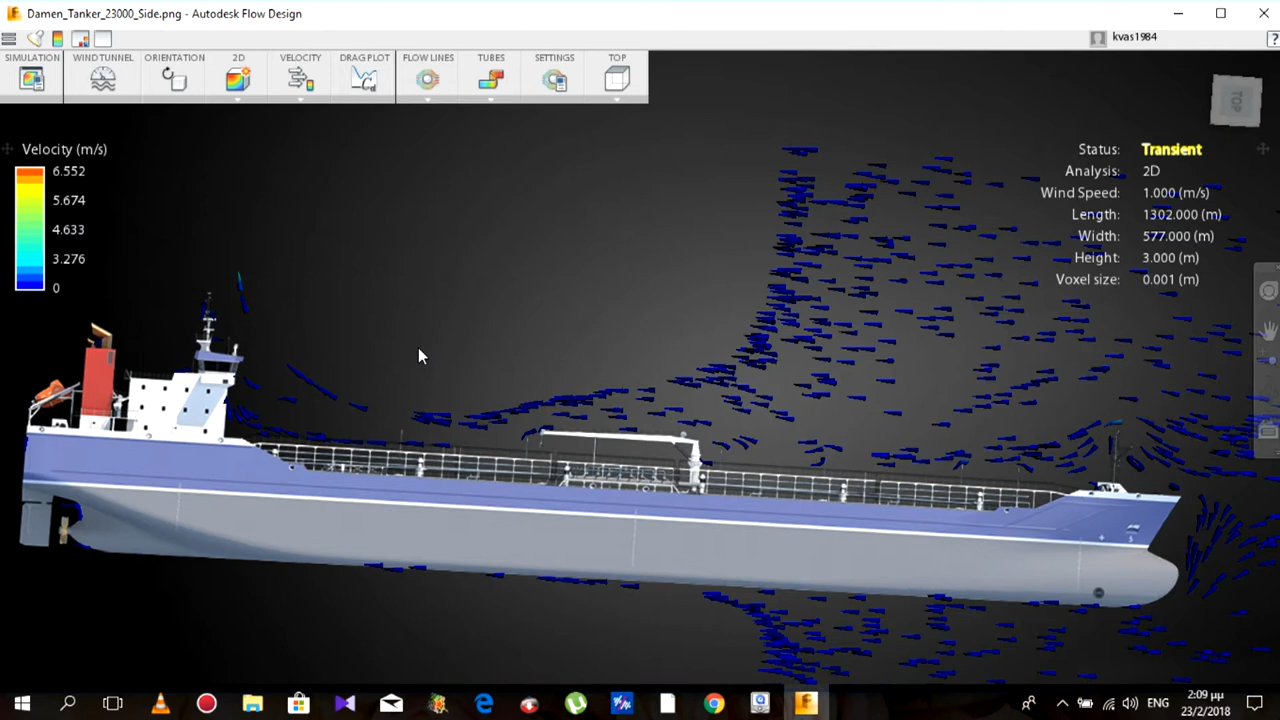 Damen_Tanker_23000_Side.png - Autodesk Flow Design
kvas1984
?
SIMULATION WIND TUNNEL ORIENTATION 2D VELOCITY DRAG PLOT FLOW LINES TUBES SETTINGS TOP
Cd
TOP
Velocity (m/s)
6.552
5.674
4.633
3.276
0
Status: Transient
Analysis: 2D
Wind Speed: 1.000 (m/s)
Length: 1302.000 (m)
Width: 577.000 (m)
Height: 3.000 (m)
Voxel size: 0.001 (m)
ENG
2:09 μμ
23/2/2018